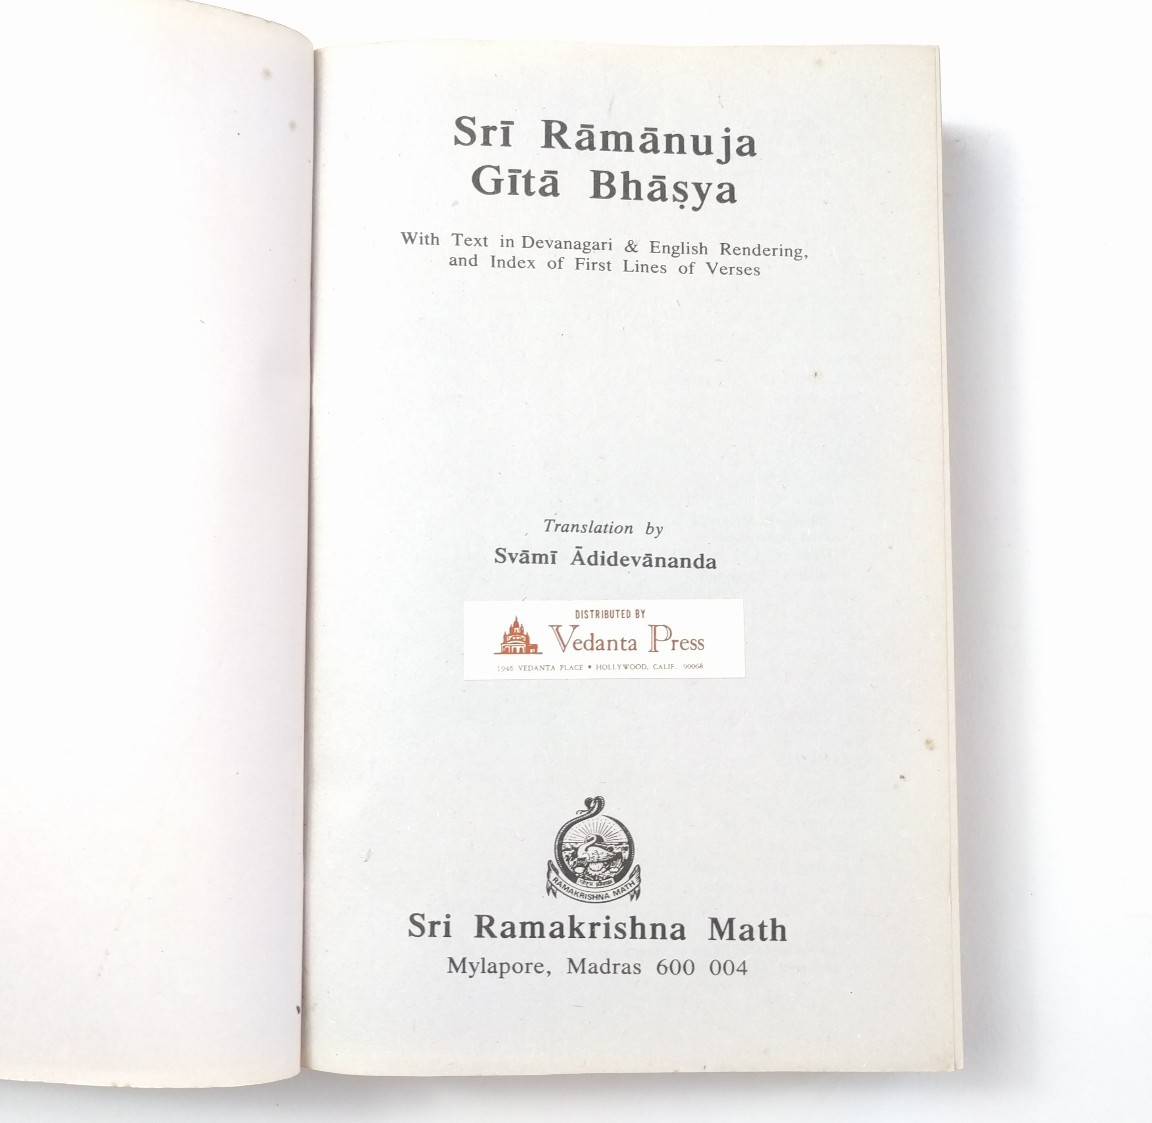 Srī Rāmānuja
Gītā Bhāṣya
With Text in Devanagari & English Rendering,
and Index of First Lines of Verses
Translation by
Svāmī Ādidevānanda
DISTRIBUTED BY
Vedanta Press
1946 VEDANTA PLACE • HOLLYWOOD, CALIF. 90068
RAMAKRISHNA MATH
Sri Ramakrishna Math
Mylapore, Madras 600 004